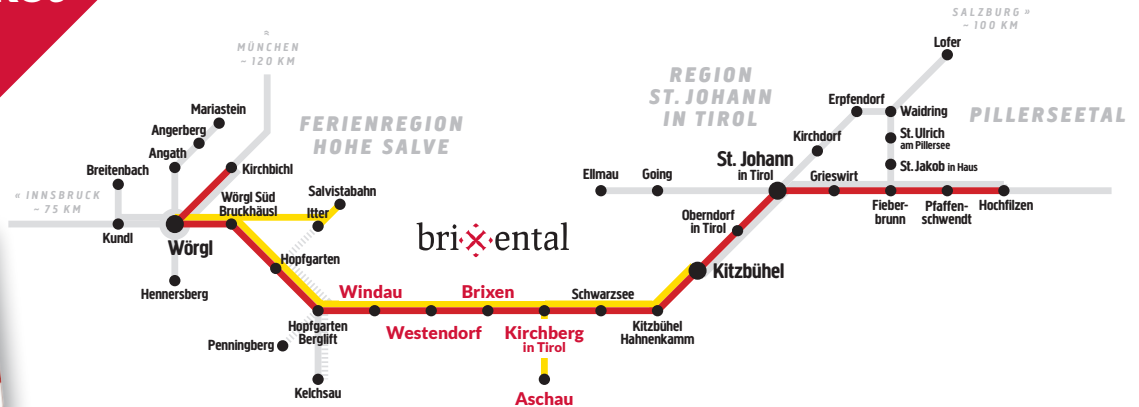 SALZBURG »
~ 100 KM
Lofer
»
MÜNCHEN
~ 120 KM
REGION
ST. JOHANN
IN TIROL
Erpfendorf
Waidring
PILLERSEETAL
Mariastein
FERIENREGION
HOHE SALVE
Angerberg
Kirchdorf
St. Ulrich
am Pillersee
Angath
Breitenbach
Kirchbichl
Ellmau
Going
St. Johann
in Tirol
Grieswirt
St. Jakob in Haus
« INNSBRUCK
~ 75 KM
Wörgl Süd
Bruckhäusl
Salvistabahn
Itter
Fieber-
brunn
Pfaffen-
schwendt
Hochfilzen
Oberndorf
in Tirol
Kundl
Wörgl
brixental
Hopfgarten
Kitzbühel
Hennersberg
Windau
Brixen
Schwarzsee
Hopfgarten
Berglift
Westendorf
Kirchberg
in Tirol
Kitzbühel
Hahnenkamm
Penningberg
Kelchsau
Aschau